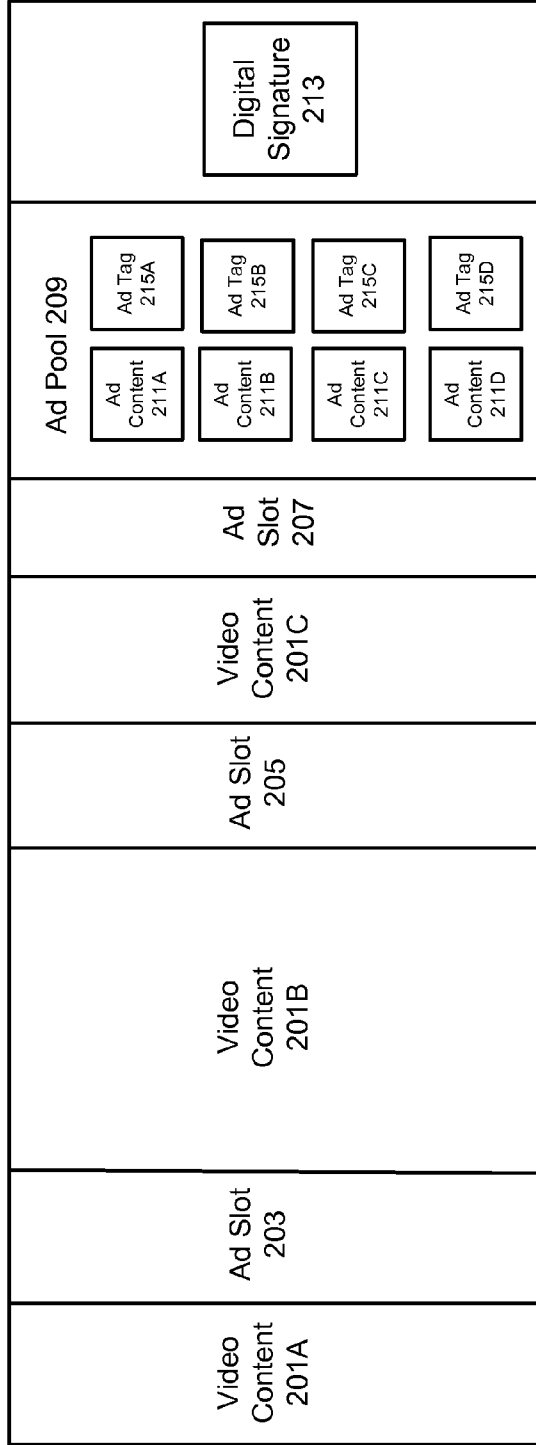 Video
Content
201A
Ad Slot
203
Video
Content
201B
Ad Slot
205
Video
Content
201C
Ad
Slot
207
Ad Pool 209
Ad
Content
211A
Ad Tag
215A
Ad
Content
211B
Ad Tag
215B
Ad
Content
211C
Ad Tag
215C
Ad
Content
211D
Ad Tag
215D
Digital
Signature
213